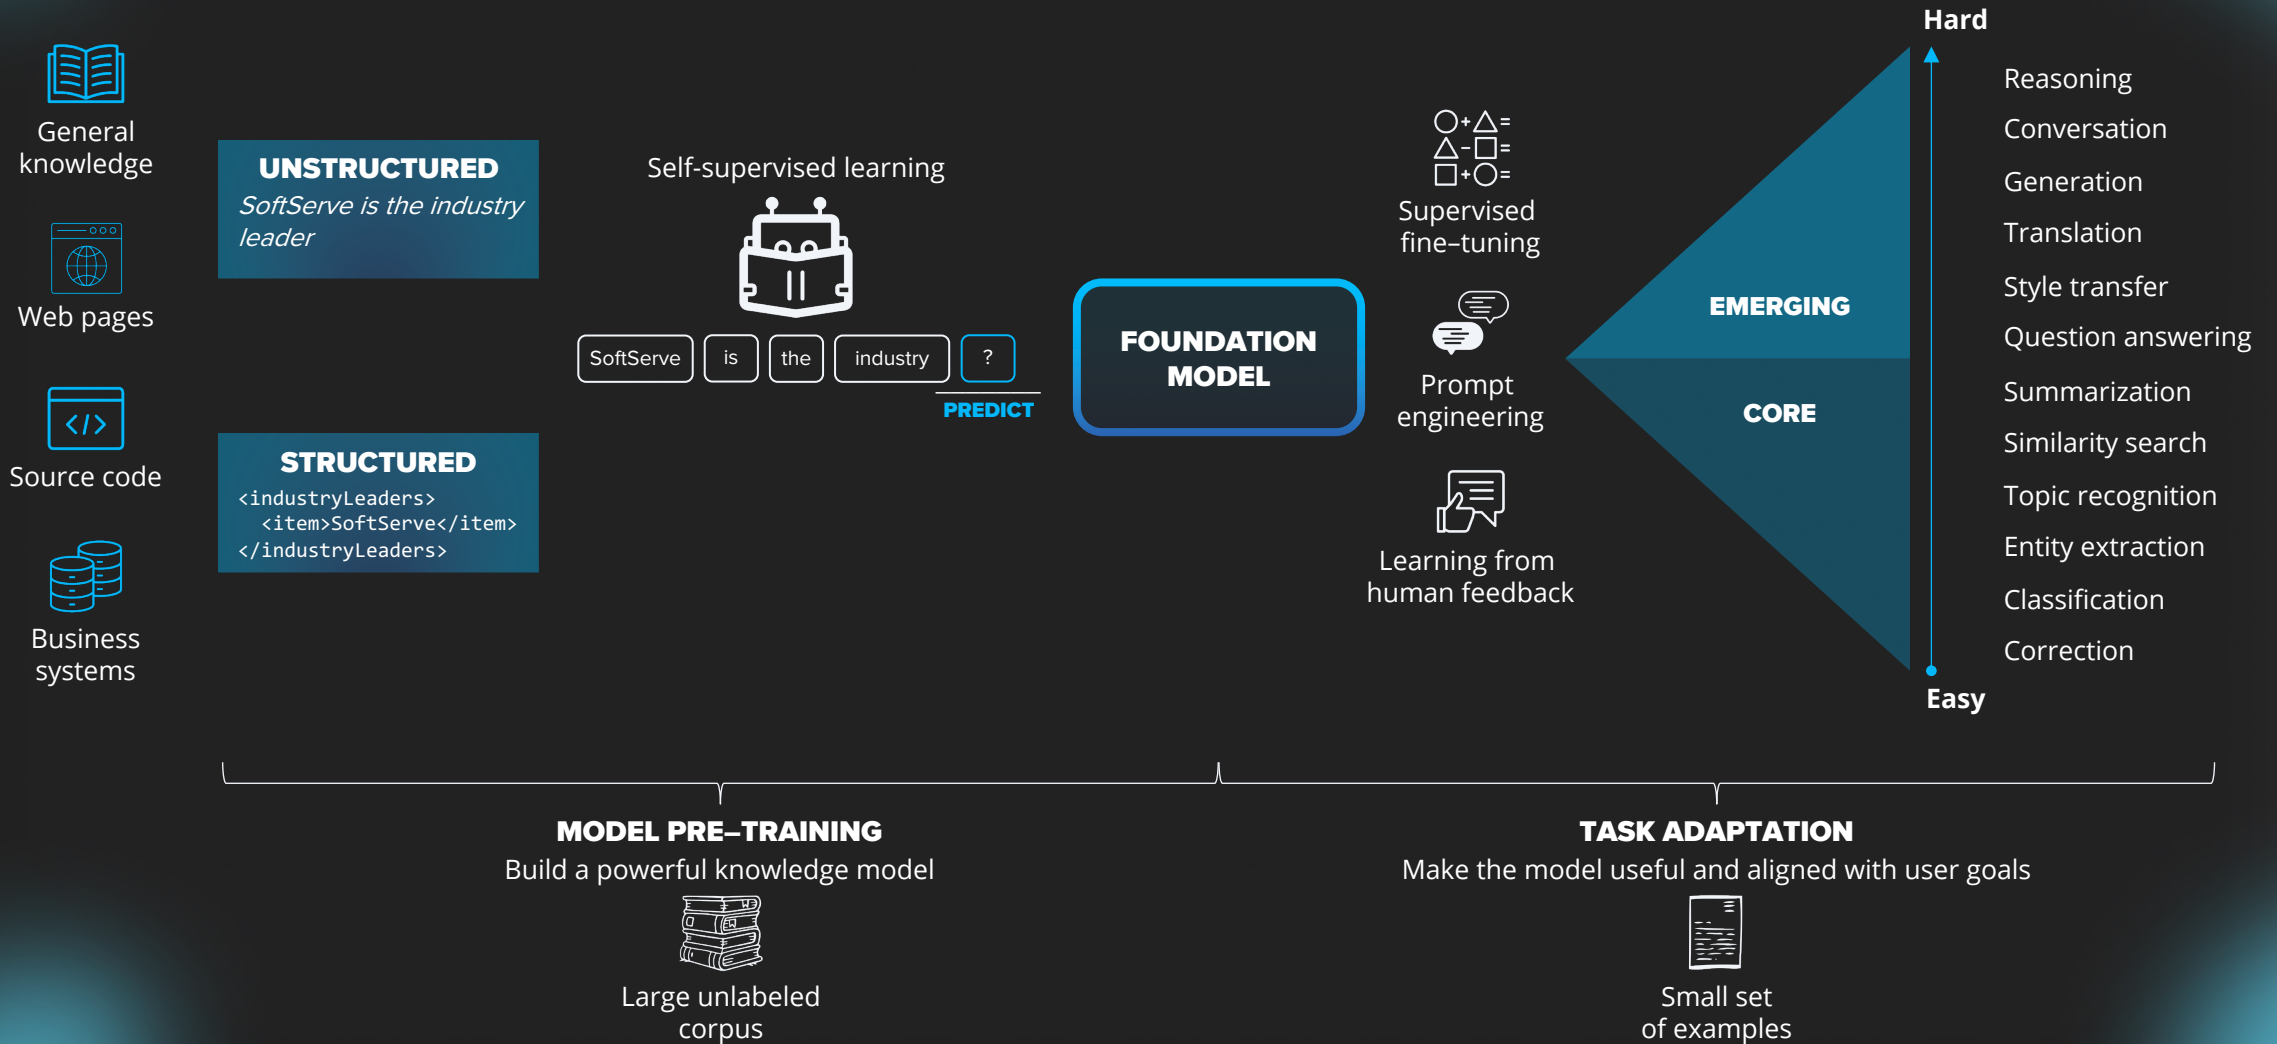 General
knowledge
Web pages
Source code
Business
systems
UNSTRUCTURED
SoftServe is the industry
leader
STRUCTURED
<industryLeaders>
  <item>SoftServe</item>
</industryLeaders>
Self-supervised learning
SoftServe is the industry ?
PREDICT
FOUNDATION
MODEL
Supervised
fine–tuning
Prompt
engineering
Learning from
human feedback
EMERGING
CORE
Hard
Reasoning
Conversation
Generation
Translation
Style transfer
Question answering
Summarization
Similarity search
Topic recognition
Entity extraction
Classification
Correction
Easy
MODEL PRE–TRAINING
Build a powerful knowledge model
Large unlabeled
corpus
TASK ADAPTATION
Make the model useful and aligned with user goals
Small set
of examples